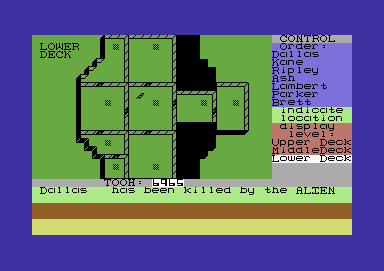 LOWER
DECK
CONTROL
Order:
Dallas
Kane
Ripley
Ash
Lambert
Parker
Brett
indicate
location
display
level:
Upper Deck
MiddleDeck
Lower Deck
TOOH: 6965
Dallas has been killed by the ALIEN